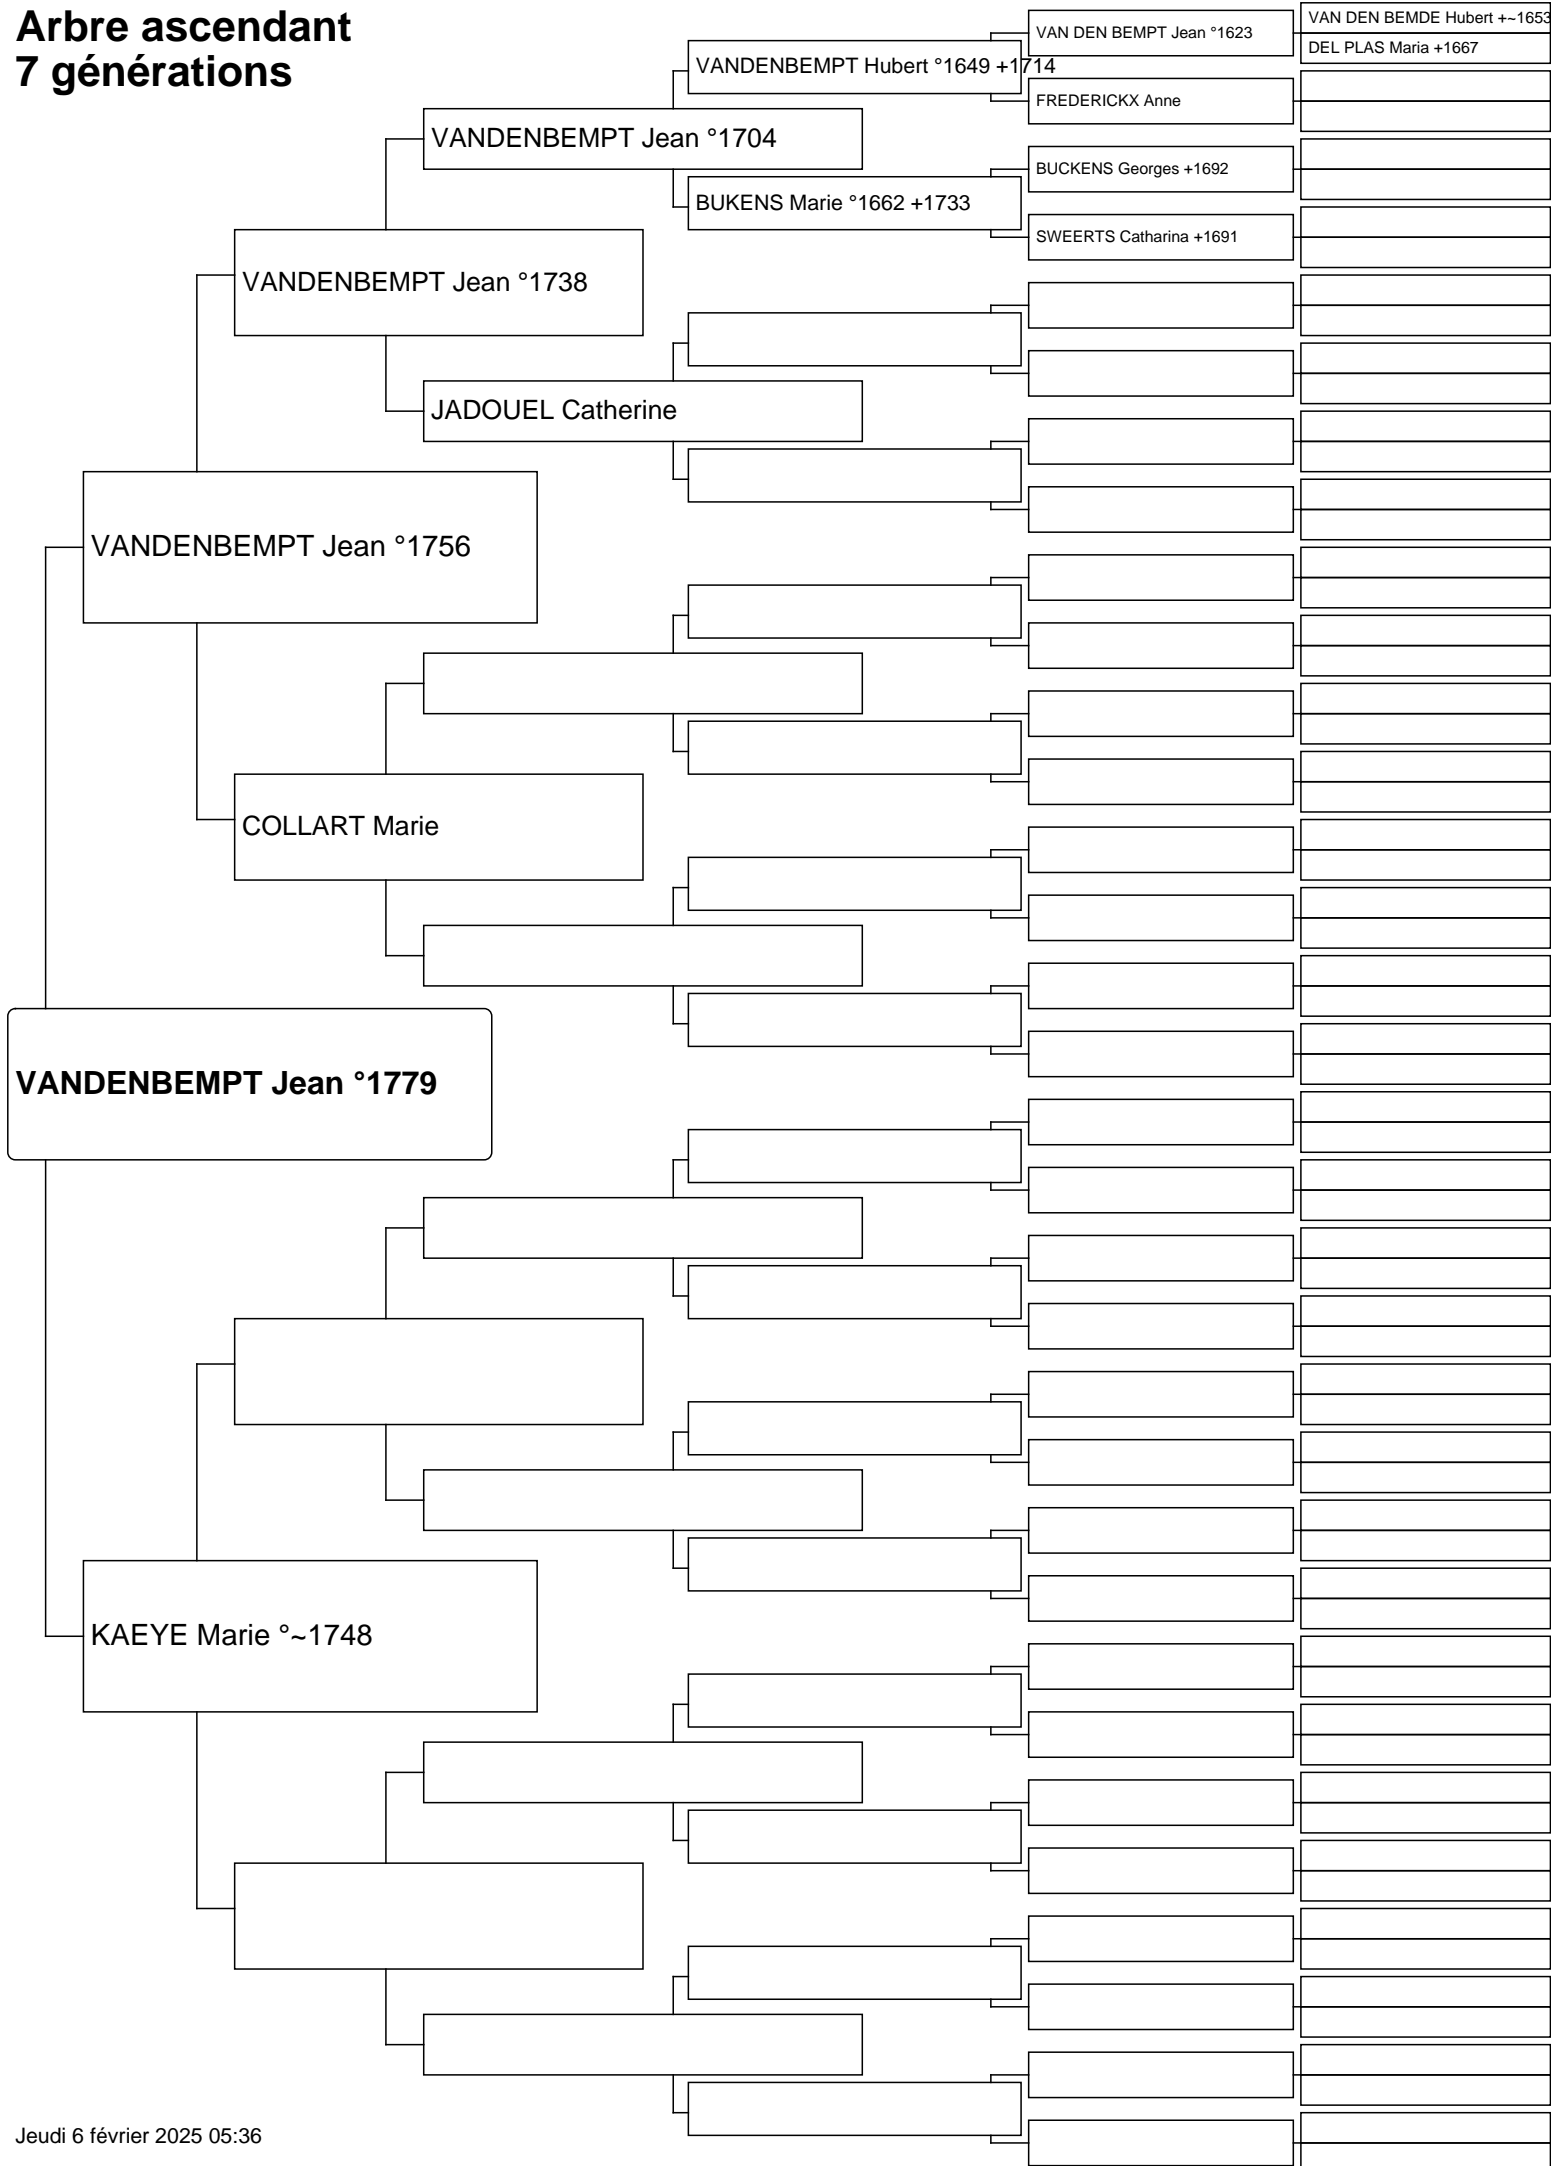 Arbre ascendant
7 générations
VAN DEN BEMPT Jean °1623
VAN DEN BEMDE Hubert +~1653
DEL PLAS Maria +1667
VANDENBEMPT Hubert °1649 +1714
FREDERICKX Anne
VANDENBEMPT Jean °1704
BUCKENS Georges +1692
BUKENS Marie °1662 +1733
SWEERTS Catharina +1691
VANDENBEMPT Jean °1738
JADOUEL Catherine
VANDENBEMPT Jean °1756
COLLART Marie
VANDENBEMPT Jean °1779
KAEYE Marie °~1748
Jeudi 6 février 2025 05:36